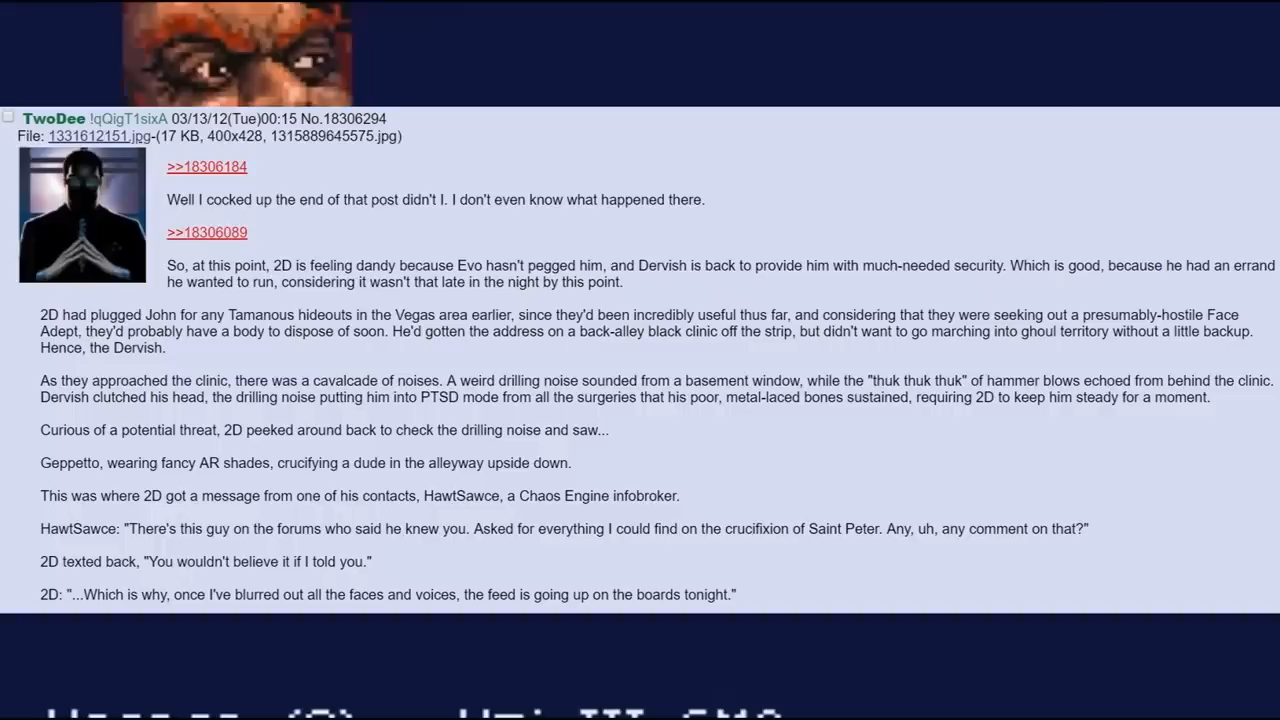 TwoDee !qQigT1sixA 03/13/12(Tue)00:15 No.18306294
File: 1331612151.jpg-(17 KB, 400x428, 1315889645575.jpg)
>>18306184
Well I cocked up the end of that post didn't I. I don't even know what happened there.
>>18306089
So, at this point, 2D is feeling dandy because Evo hasn't pegged him, and Dervish is back to provide him with much-needed security. Which is good, because he had an errand
he wanted to run, considering it wasn't that late in the night by this point.
2D had plugged John for any Tamanous hideouts in the Vegas area earlier, since they'd been incredibly useful thus far, and considering that they were seeking out a presumably-hostile Face
Adept, they'd probably have a body to dispose of soon. He'd gotten the address on a back-alley black clinic off the strip, but didn't want to go marching into ghoul territory without a little backup.
Hence, the Dervish.
As they approached the clinic, there was a cavalcade of noises. A weird drilling noise sounded from a basement window, while the "thuk thuk thuk" of hammer blows echoed from behind the clinic.
Dervish clutched his head, the drilling noise putting him into PTSD mode from all the surgeries that his poor, metal-laced bones sustained, requiring 2D to keep him steady for a moment.
Curious of a potential threat, 2D peeked around back to check the drilling noise and saw...
Geppetto, wearing fancy AR shades, crucifying a dude in the alleyway upside down.
This was where 2D got a message from one of his contacts, HawtSawce, a Chaos Engine infobroker.
HawtSawce: "There's this guy on the forums who said he knew you. Asked for everything I could find on the crucifixion of Saint Peter. Any, uh, any comment on that?"
2D texted back, "You wouldn't believe it if I told you."
2D: "...Which is why, once I've blurred out all the faces and voices, the feed is going up on the boards tonight."